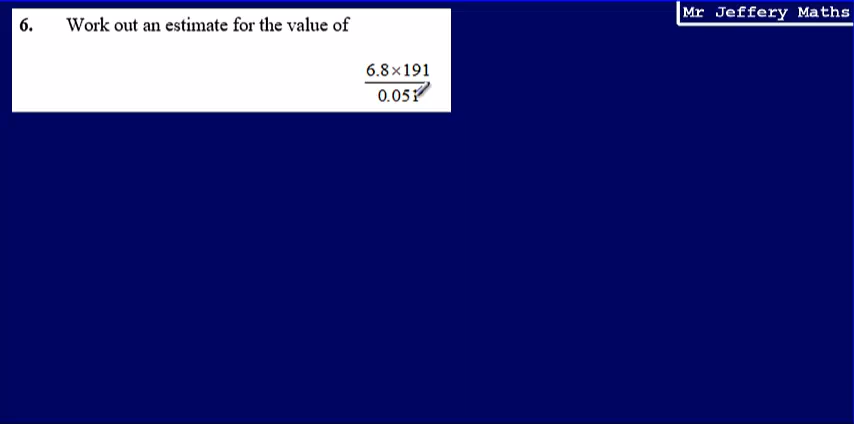 Mr Jeffery Maths
6. Work out an estimate for the value of
6.8×191
0.051